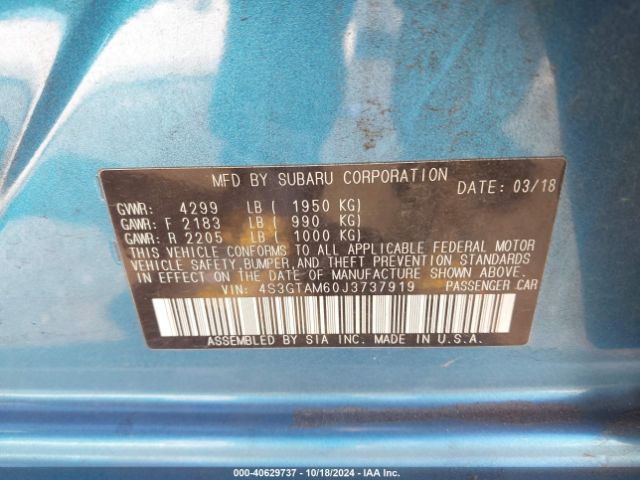 MFD BY SUBARU CORPORATION
DATE: 03/18
GVWR: 4299 LB ( 1950 KG)
GAWR: F 2183 LB ( 990 KG)
GAWR: R 2205 LB ( 1000 KG)
THIS VEHICLE CONFORMS TO ALL APPLICABLE FEDERAL MOTOR
VEHICLE SAFETY,BUMPER,AND THEFT PREVENTION STANDARDS
IN EFFECT ON THE DATE OF MANUFACTURE SHOWN ABOVE.
VIN: 4S3GTAM60J3737919 PASSENGER CAR
ASSEMBLED BY SIA INC. MADE IN U.S.A.
000-40629737 - 10/18/2024 - IAA Inc.